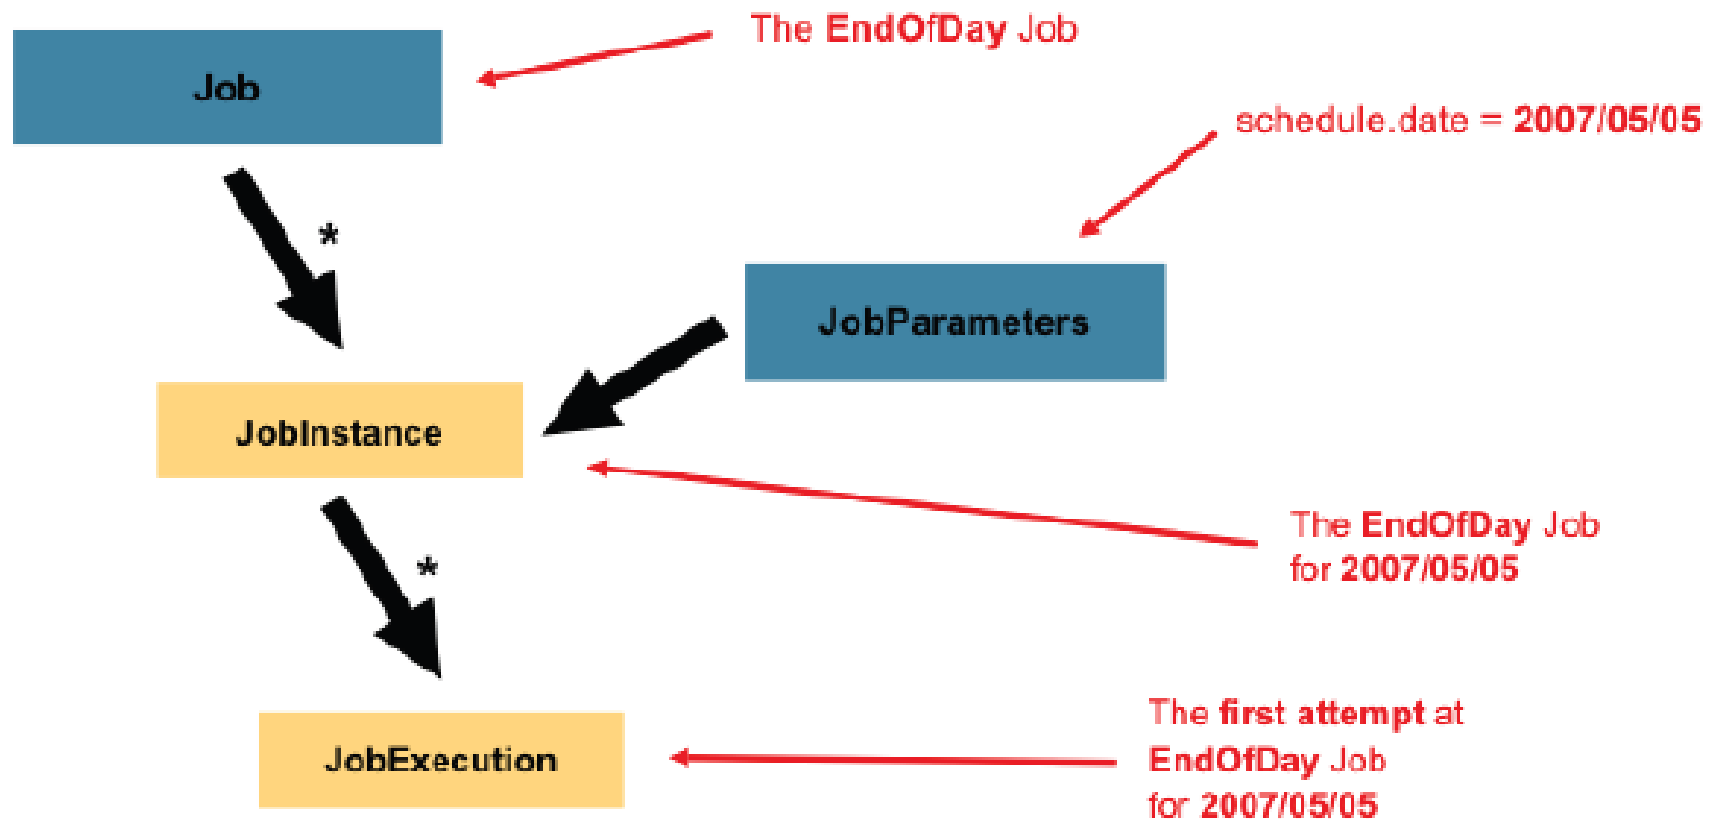 The EndOfDay Job
Job
schedule.date = 2007/05/05
*
JobParameters
JobInstance
The EndOfDay Job
for 2007/05/05
*
The first attempt at
EndOfDay Job
for 2007/05/05
JobExecution